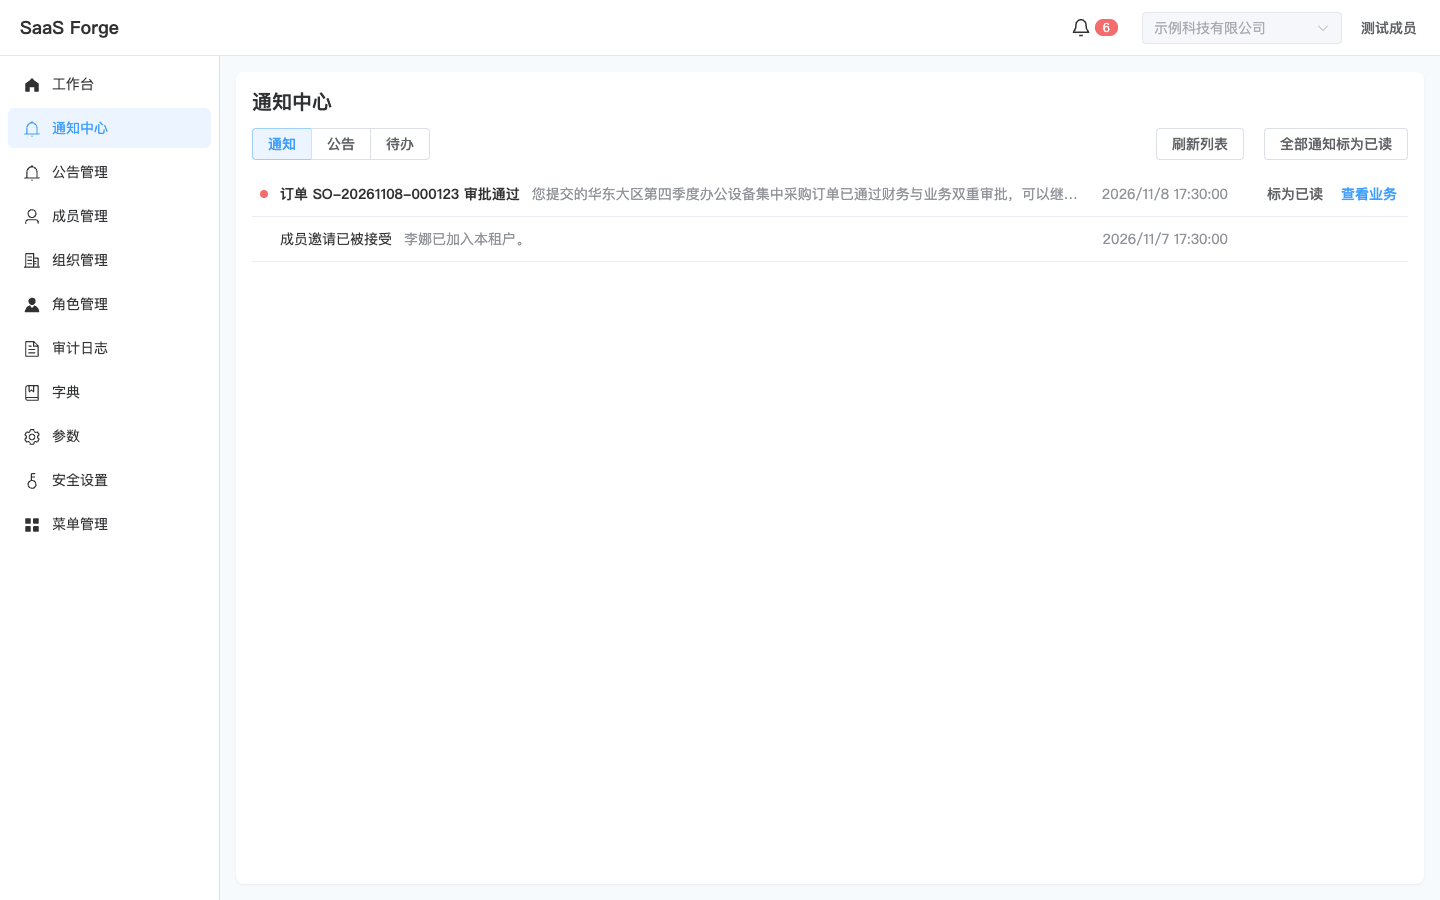 SaaS Forge
6
示例科技有限公司
测试成员
工作台
通知中心
公告管理
成员管理
组织管理
角色管理
审计日志
字典
参数
安全设置
菜单管理
通知中心
通知 公告 待办 刷新列表 全部通知标为已读
订单 SO-20261108-000123 审批通过 您提交的华东大区第四季度办公设备集中采购订单已通过财务与业务双重审批，可以继... 2026/11/8 17:30:00 标为已读 查看业务
成员邀请已被接受 李娜已加入本租户。 2026/11/7 17:30:00